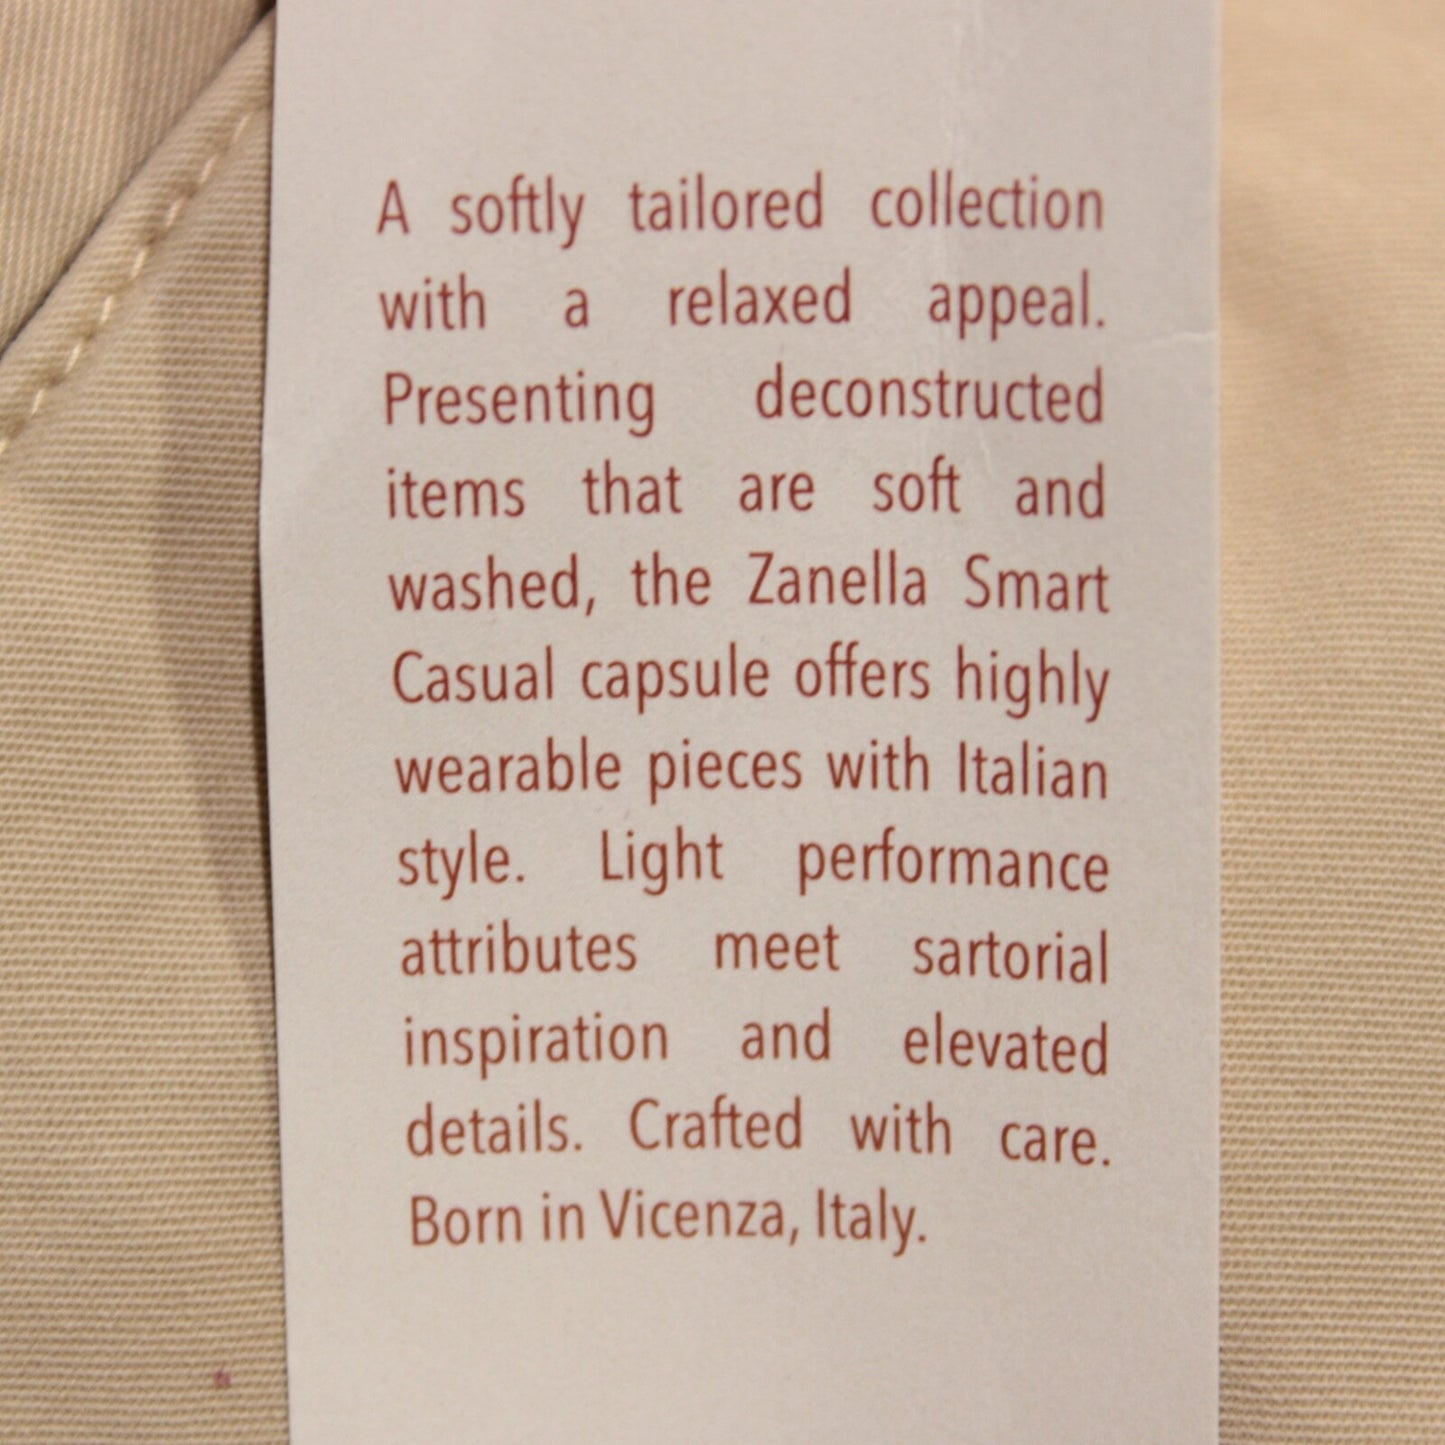 A softly tailored collection
with a relaxed appeal.
Presenting deconstructed
items that are soft and
washed, the Zanella Smart
Casual capsule offers highly
wearable pieces with Italian
style. Light performance
attributes meet sartorial
inspiration and elevated
details. Crafted with care.
Born in Vicenza, Italy.